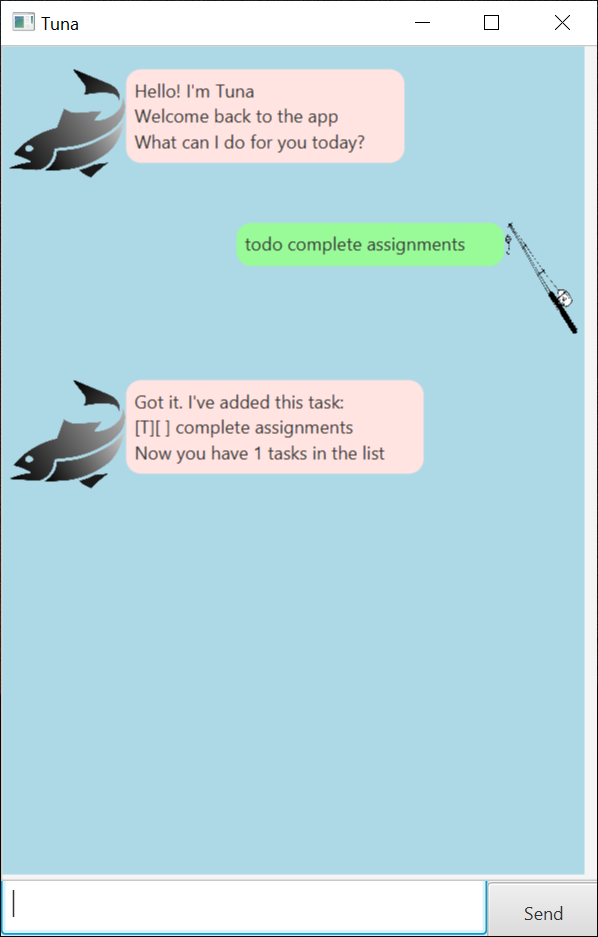 Tuna
Hello! I'm Tuna
Welcome back to the app
What can I do for you today?
todo complete assignments
Got it. I've added this task:
[T][ ] complete assignments
Now you have 1 tasks in the list
Send